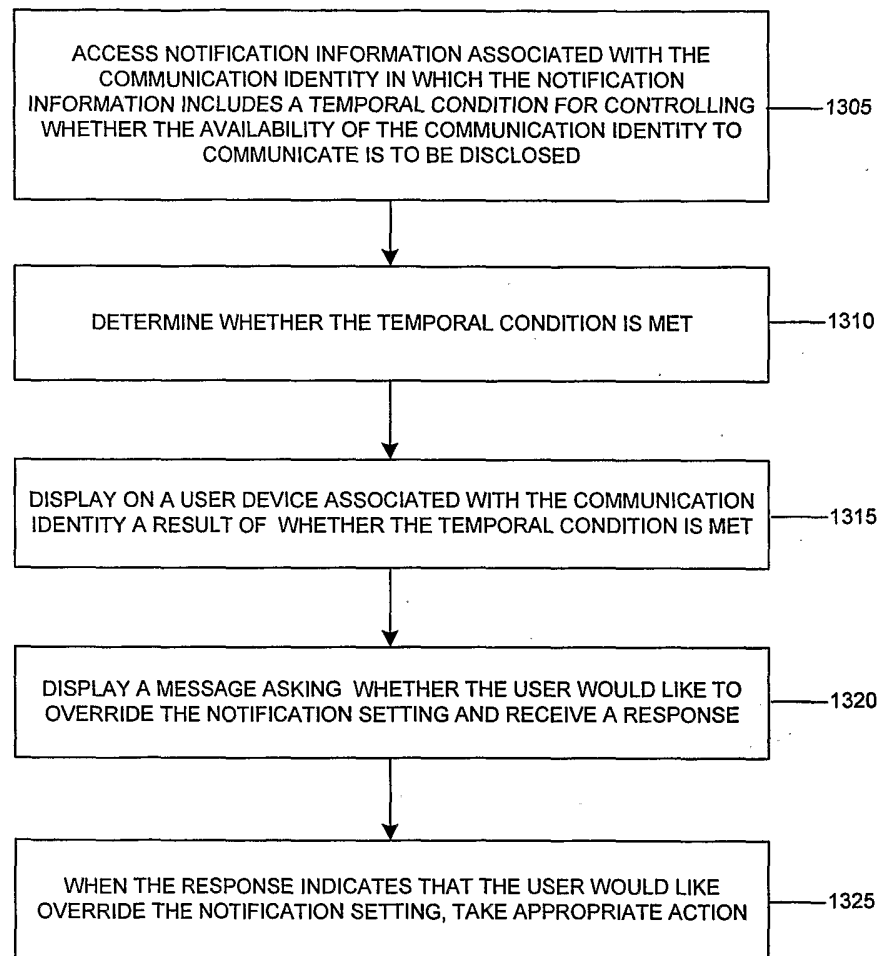 ACCESS NOTIFICATION INFORMATION ASSOCIATED WITH THE
COMMUNICATION IDENTITY IN WHICH THE NOTIFICATION
INFORMATION INCLUDES A TEMPORAL CONDITION FOR CONTROLLING
WHETHER THE AVAILABILITY OF THE COMMUNICATION IDENTITY TO
COMMUNICATE IS TO BE DISCLOSED
1305
DETERMINE WHETHER THE TEMPORAL CONDITION IS MET
1310
DISPLAY ON A USER DEVICE ASSOCIATED WITH THE COMMUNICATION
IDENTITY A RESULT OF WHETHER THE TEMPORAL CONDITION IS MET
1315
DISPLAY A MESSAGE ASKING WHETHER THE USER WOULD LIKE TO
OVERRIDE THE NOTIFICATION SETTING AND RECEIVE A RESPONSE
1320
WHEN THE RESPONSE INDICATES THAT THE USER WOULD LIKE
OVERRIDE THE NOTIFICATION SETTING, TAKE APPROPRIATE ACTION
1325